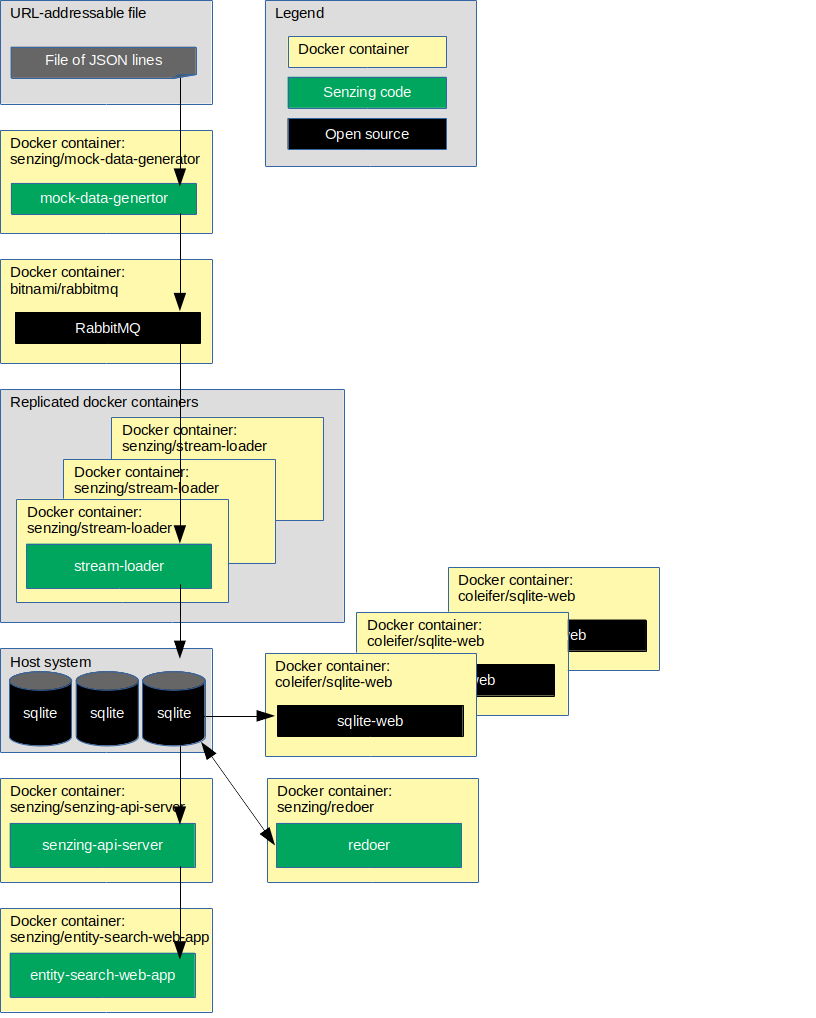 URL-addressable file
File of JSON lines
Legend
Docker container
Senzing code
Open source
Docker container:
senzing/mock-data-generator
mock-data-genertor
Docker container:
bitnami/rabbitmq
RabbitMQ
Replicated docker containers
Docker container:
senzing/stream-loader
Docker container:
senzing/stream-loader
Docker container:
senzing/stream-loader
stream-loader
Host system
sqlite
sqlite
sqlite
Docker container:
coleifer/sqlite-web
eb
Docker container:
coleifer/sqlite-web
web
Docker container:
coleifer/sqlite-web
sqlite-web
Docker container:
senzing/senzing-api-server
senzing-api-server
Docker container:
senzing/redoer
redoer
Docker container:
senzing/entity-search-web-app
entity-search-web-app